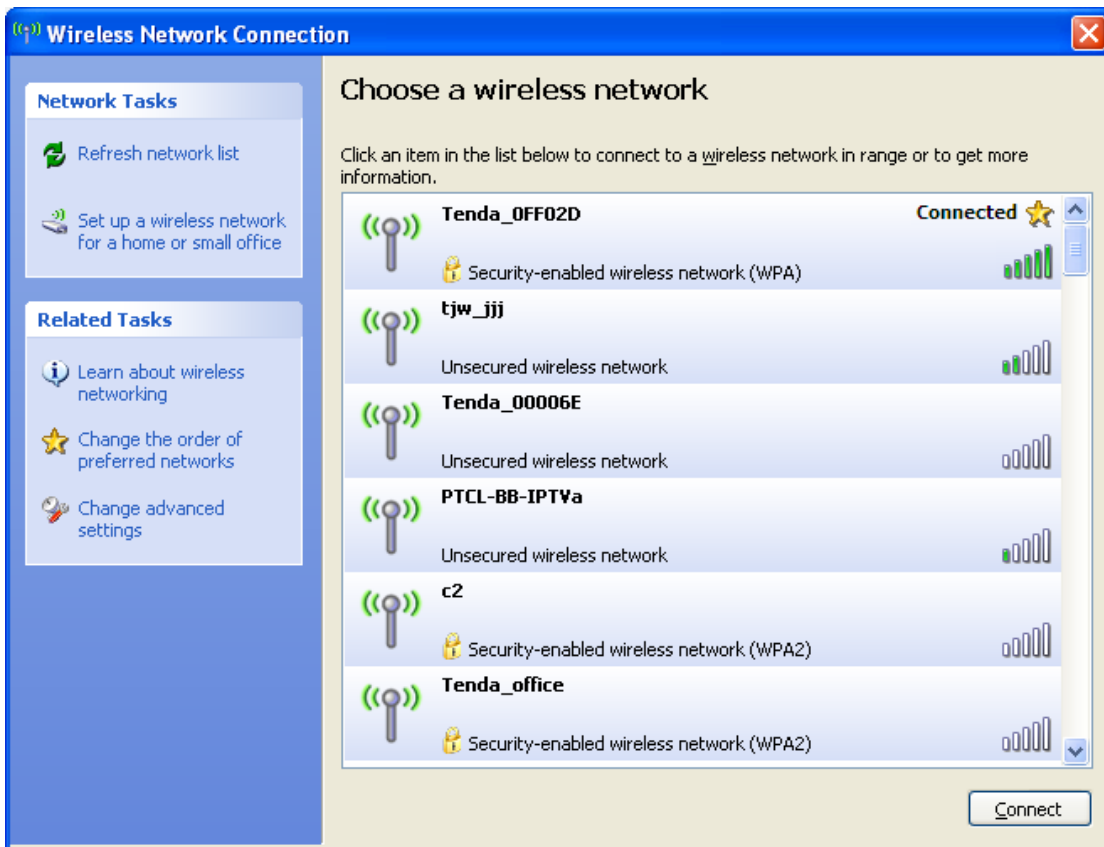 Wireless Network Connection
Network Tasks
Refresh network list
Set up a wireless network
for a home or small office
Related Tasks
Learn about wireless
networking
Change the order of
preferred networks
Change advanced
settings
Choose a wireless network
Click an item in the list below to connect to a wireless network in range or to get more
information.
Tenda_0FF02D Connected
Security-enabled wireless network (WPA)
tjw_jjj
Unsecured wireless network
Tenda_00006E
Unsecured wireless network
PTCL-BB-IPTVa
Unsecured wireless network
c2
Security-enabled wireless network (WPA2)
Tenda_office
Security-enabled wireless network (WPA2)
Connect